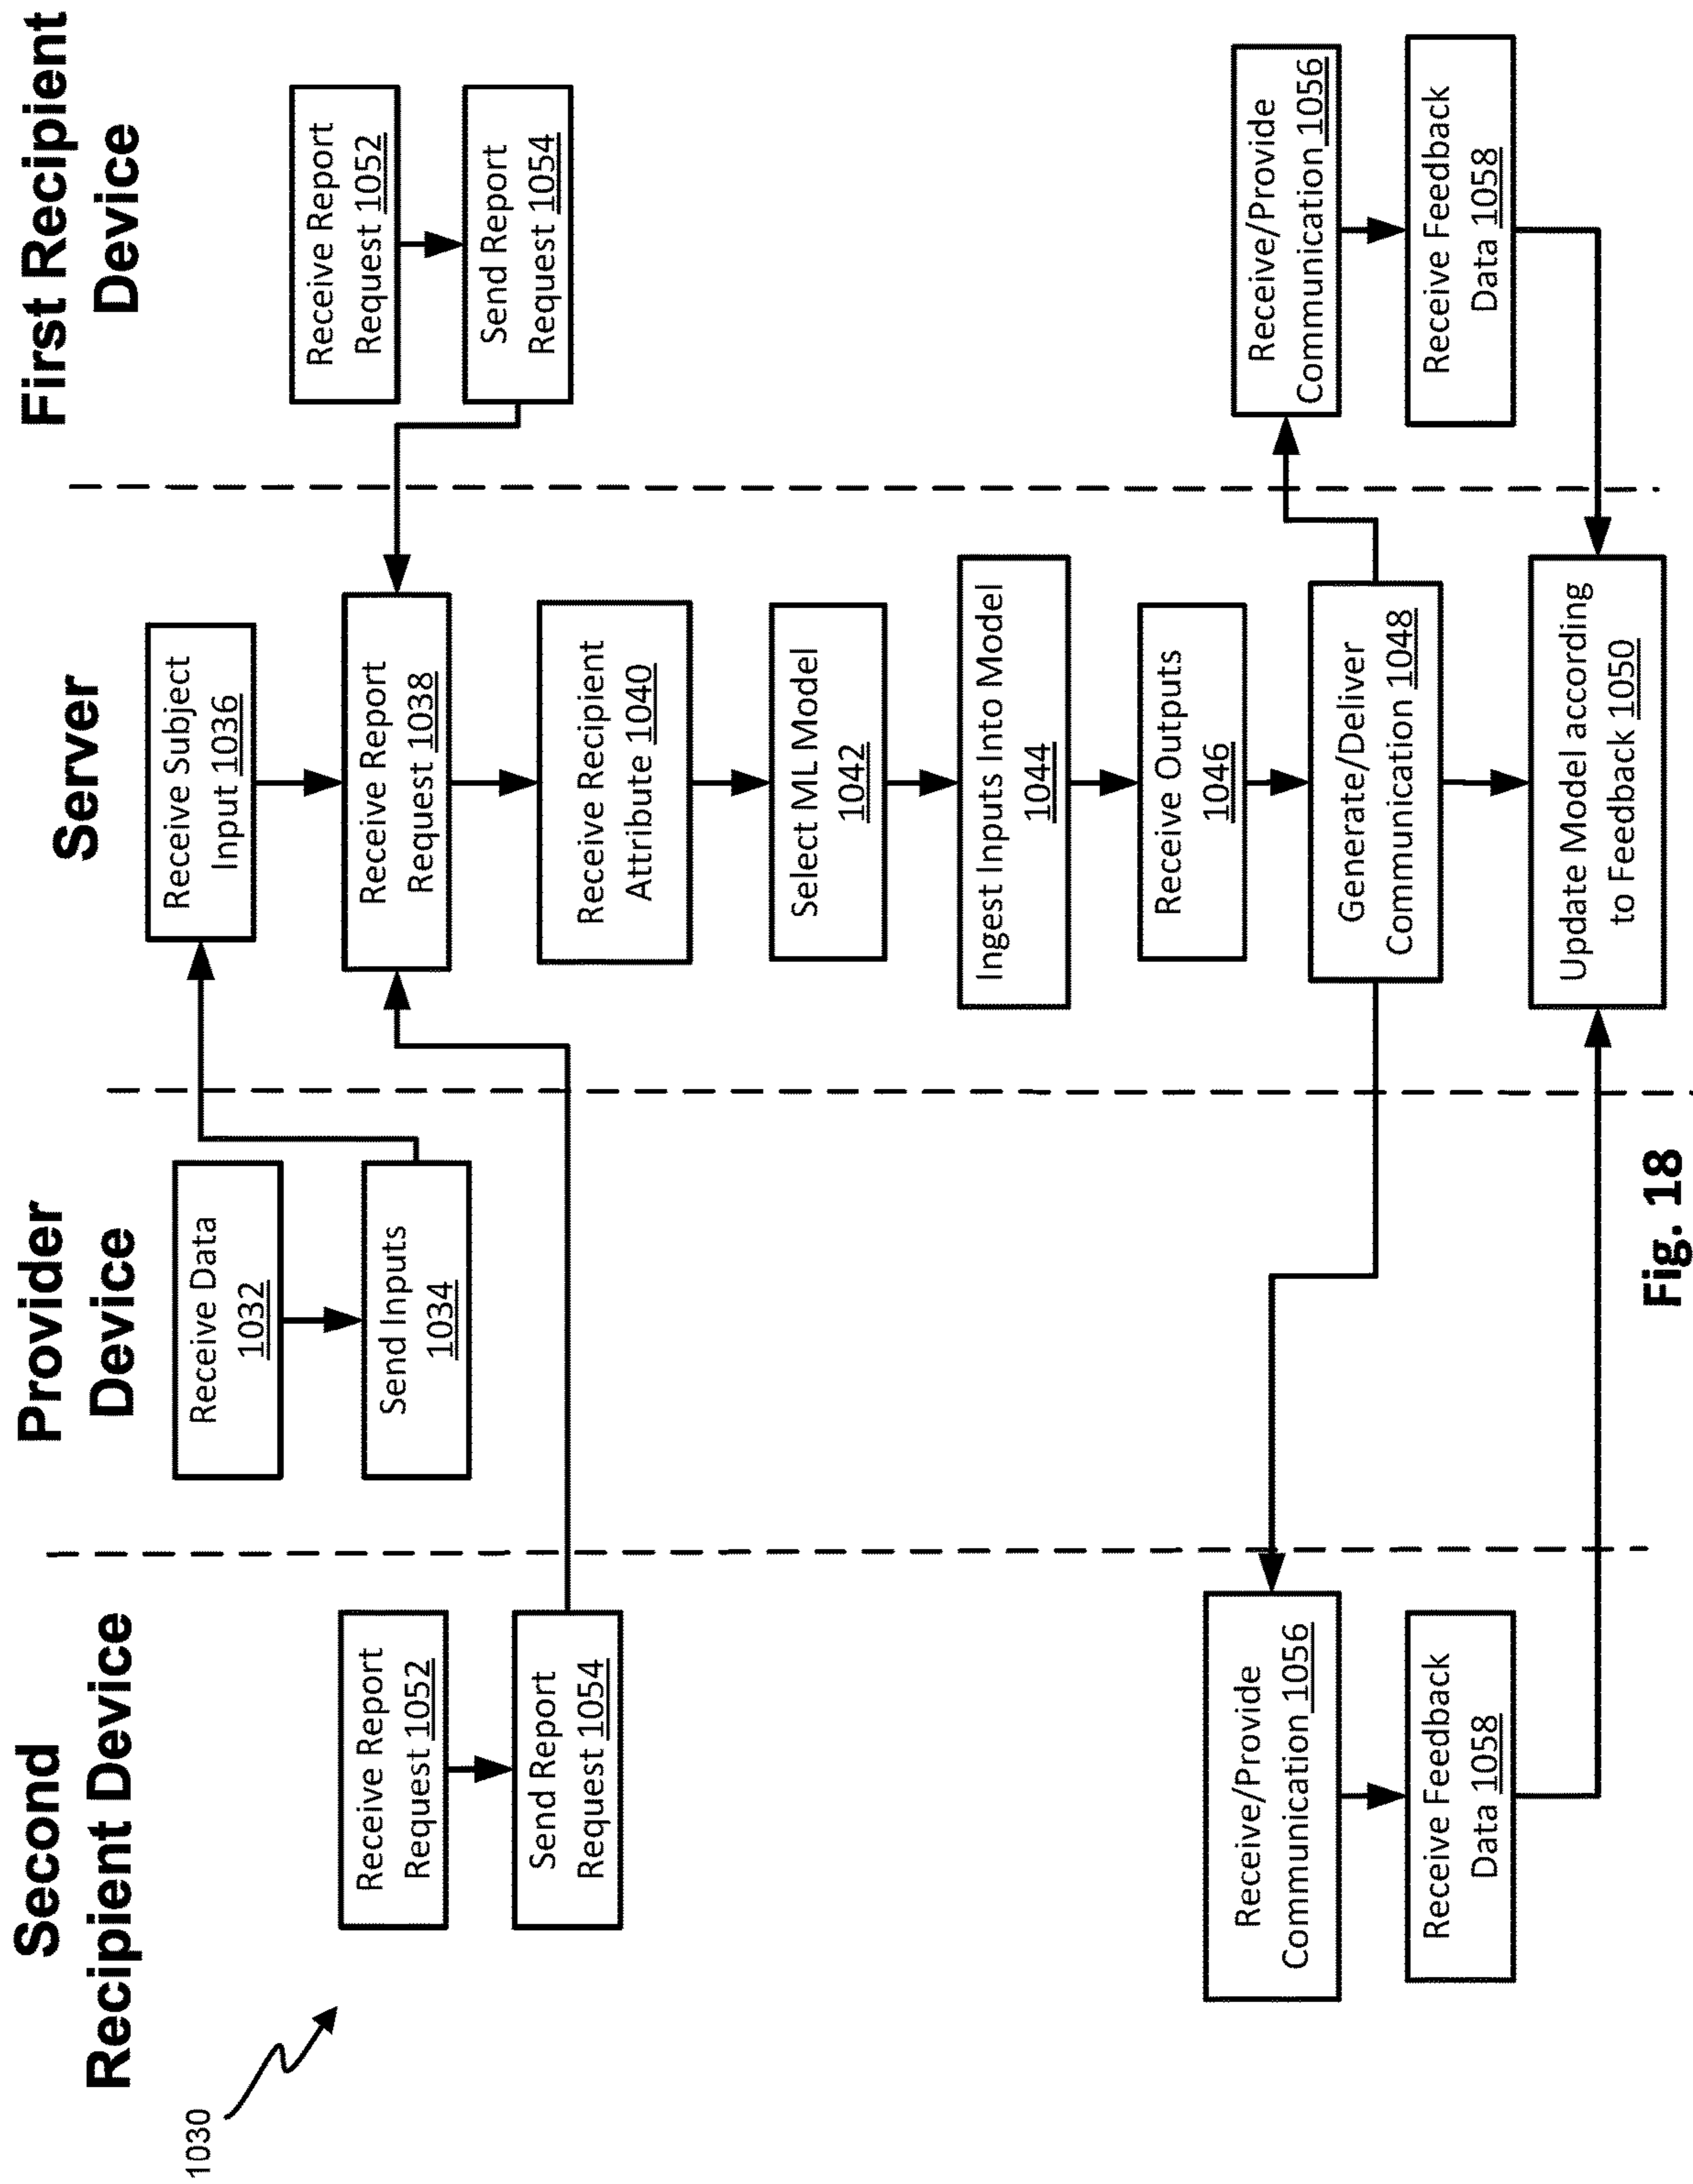 1030
Second
Recipient Device
Receive Report
Request 1052
Send Report
Request 1054
Receive/Provide
Communication 1056
Receive Feedback
Data 1058
Provider
Device
Receive Data
1032
Send Inputs
1034
Server
Receive Subject
Input 1036
Receive Report
Request 1038
Receive Recipient
Attribute 1040
Select ML Model
1042
Ingest Inputs Into Model
1044
Receive Outputs
1046
Generate/Deliver
Communication 1048
Update Model according
to Feedback 1050
First Recipient
Device
Receive Report
Request 1052
Send Report
Request 1054
Receive/Provide
Communication 1056
Receive Feedback
Data 1058
Fig. 18